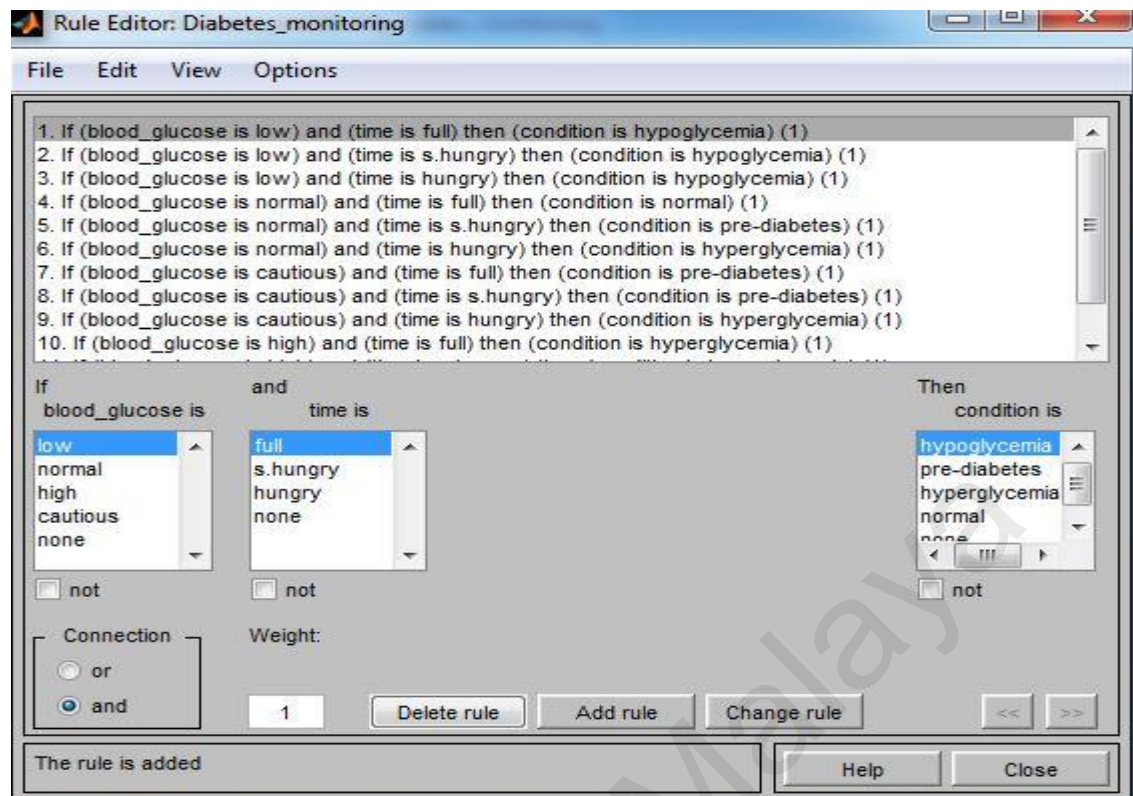 Rule Editor: Diabetes_monitoring
File Edit View Options
1. If (blood_glucose is low) and (time is full) then (condition is hypoglycemia) (1)
2. If (blood_glucose is low) and (time is s.hungry) then (condition is hypoglycemia) (1)
3. If (blood_glucose is low) and (time is hungry) then (condition is hypoglycemia) (1)
4. If (blood_glucose is normal) and (time is full) then (condition is normal) (1)
5. If (blood_glucose is normal) and (time is s.hungry) then (condition is pre-diabetes) (1)
6. If (blood_glucose is normal) and (time is hungry) then (condition is hyperglycemia) (1)
7. If (blood_glucose is cautious) and (time is full) then (condition is pre-diabetes) (1)
8. If (blood_glucose is cautious) and (time is s.hungry) then (condition is pre-diabetes) (1)
9. If (blood_glucose is cautious) and (time is hungry) then (condition is hyperglycemia) (1)
10. If (blood_glucose is high) and (time is full) then (condition is hyperglycemia) (1)
If and Then
blood_glucose is time is condition is
low full hypoglycemia
normal s.hungry pre-diabetes
high hungry hyperglycemia
cautious none normal
none none
not not not
Connection Weight:
or
and 1 Delete rule Add rule Change rule << >>
The rule is added Help Close
Malaya